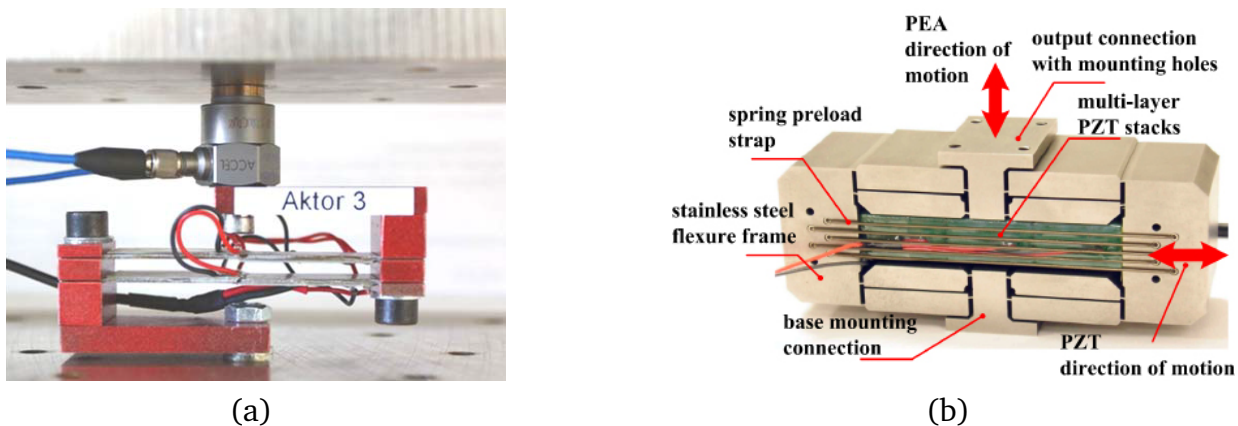 ACCEL
Aktor 3
(a)
PEA
direction of
motion
output connection
with mounting holes
multi-layer
PZT stacks
spring preload
strap
stainless steel
flexure frame
base mounting
connection
PZT
direction of motion
(b)